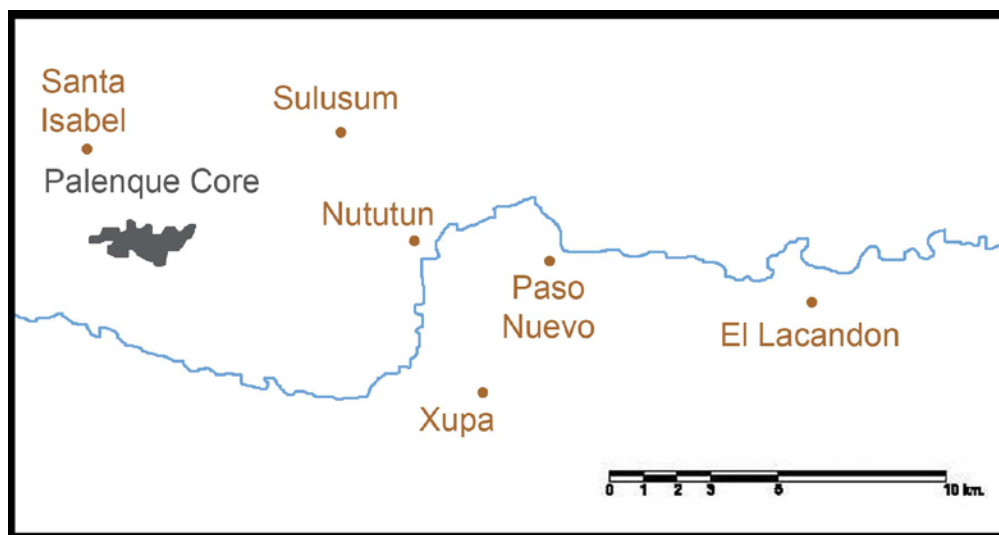 Santa
Isabel
Sulusum
Palenque Core
Nututun
Paso
Nuevo
El Lacandon
Xupa
0 1 2 3 5 10 km.